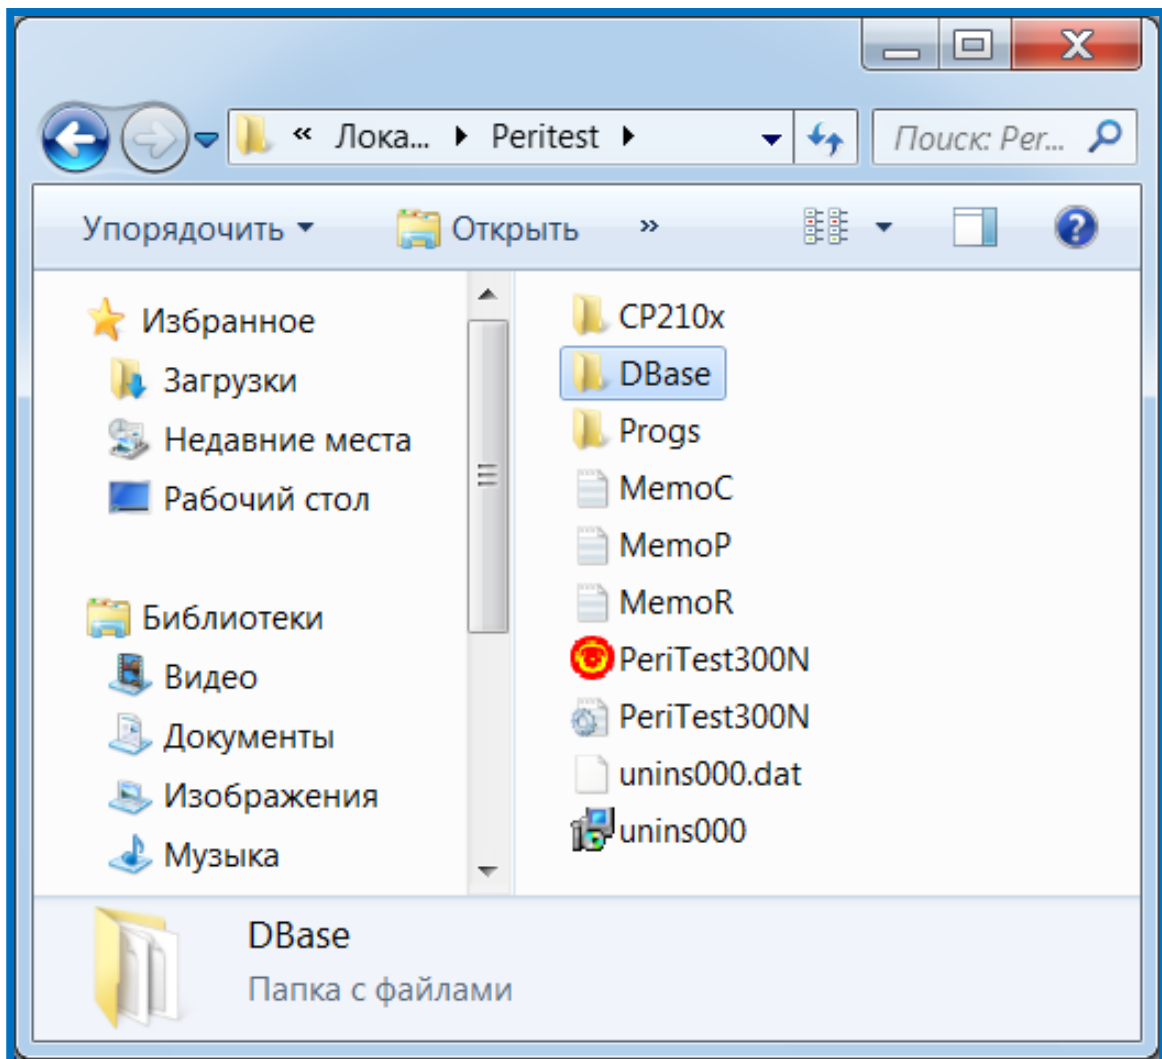 « Лока... Peritest
Поиск: Per...
Упорядочить Открыть »
Избранное
Загрузки
Недавние места
Рабочий стол
Библиотеки
Видео
Документы
Изображения
Музыка
CP210x
DBase
Progs
MemoC
MemoP
MemoR
PeriTest300N
PeriTest300N
unins000.dat
unins000
DBase
Папка с файлами